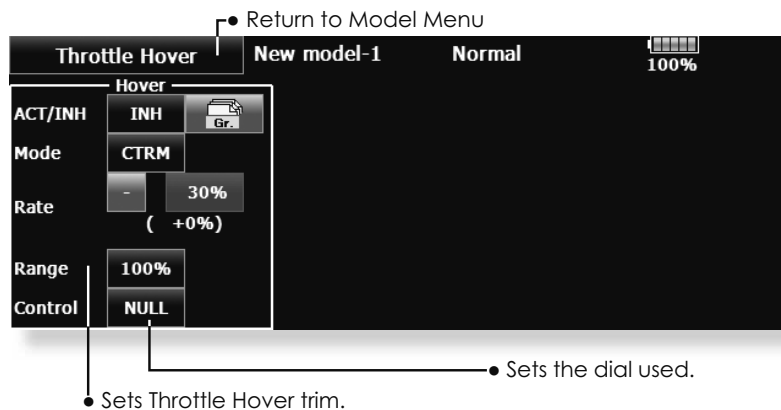 ● Return to Model Menu
Throttle Hover New model-1 Normal 100%
Hover
ACT/INH INH Gr.
Mode CTRM
Rate - 30%
( +0%)
Range 100%
Control NULL
● Sets the dial used.
● Sets Throttle Hover trim.